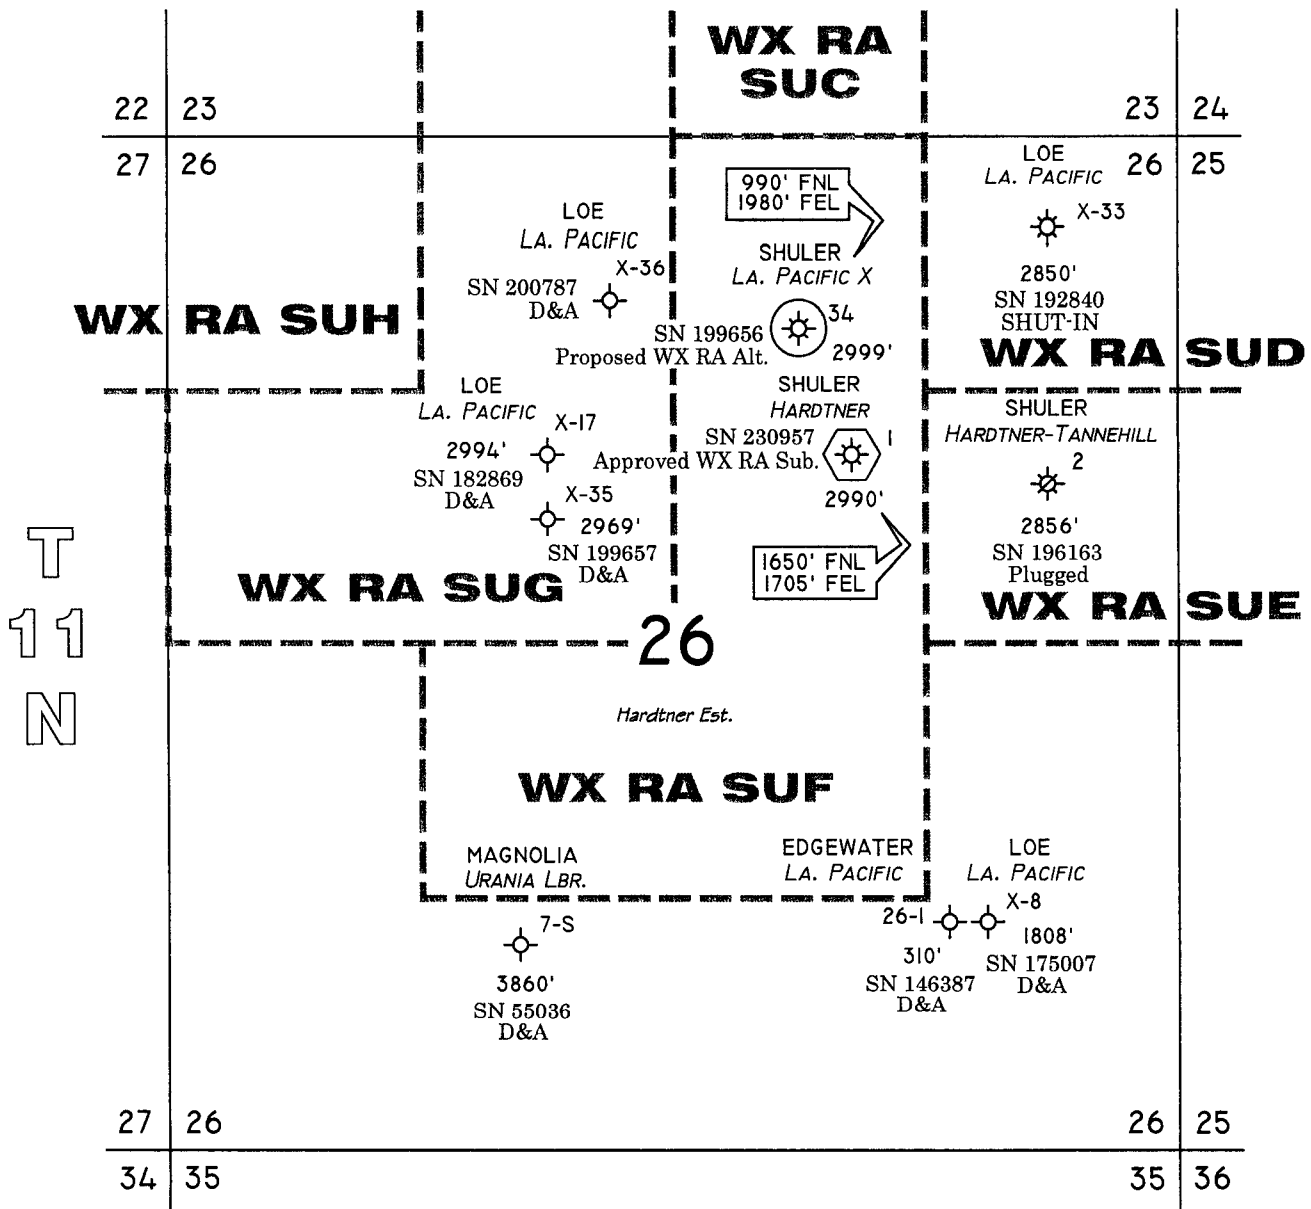 WX RA
SUC
22 23
23 24
27 26
26 25
LOE
LA. PACIFIC
X-33
2850'
SN 192840
SHUT-IN
WX RA SUD
990' FNL
1980' FEL
SHULER
LA. PACIFIC X
34
SN 199656
Proposed WX RA Alt.
2999'
LOE
LA. PACIFIC
X-36
SN 200787
D&A
WX RA SUH
LOE
LA. PACIFIC
X-17
2994'
SN 182869
D&A
X-35
2969'
SN 199657
D&A
WX RA SUG
SHULER
HARDTNER
SN 230957
1
Approved WX RA Sub.
2990'
1650' FNL
1705' FEL
SHULER
HARDTNER-TANNEHILL
2
2856'
SN 196163
Plugged
WX RA SUE
T
11
N
26
Hardtner Est.
WX RA SUF
MAGNOLIA
URANIA LBR.
7-S
3860'
SN 55036
D&A
EDGEWATER
LA. PACIFIC
26-1
310'
SN 146387
D&A
LOE
LA. PACIFIC
X-8
1808'
SN 175007
D&A
27 26
26 25
34 35
35 36